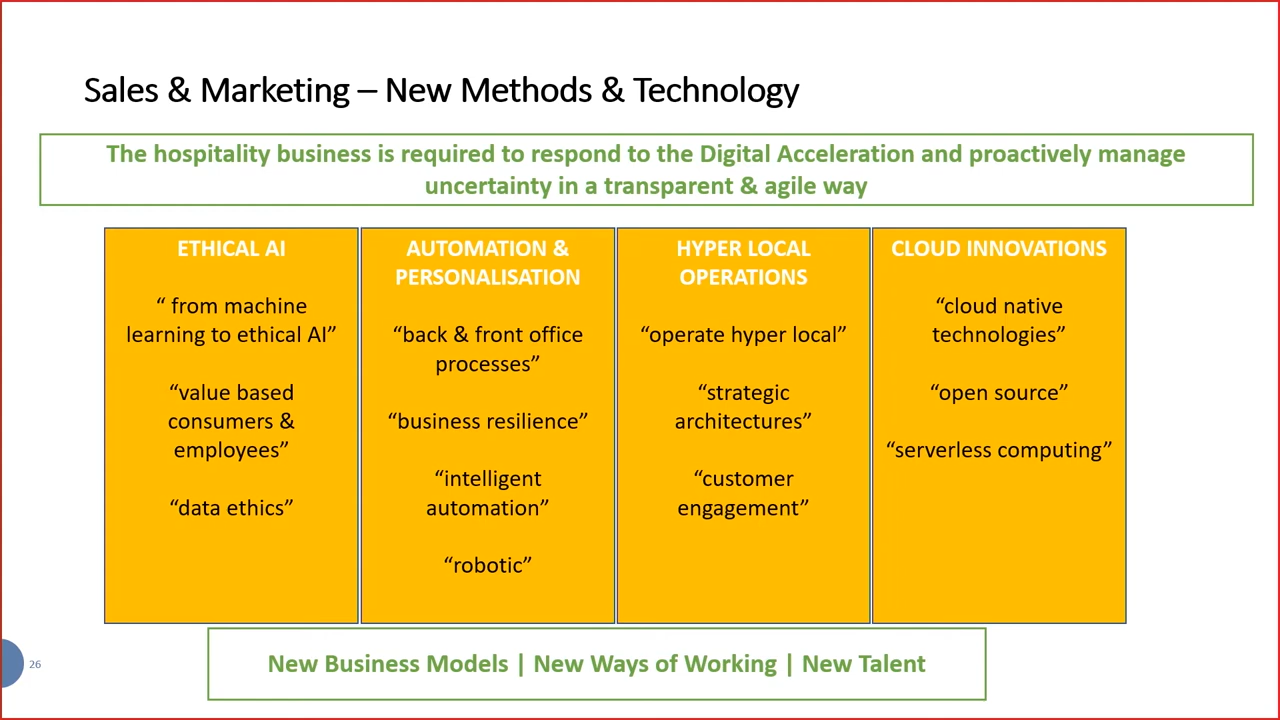 Sales & Marketing – New Methods & Technology
The hospitality business is required to respond to the Digital Acceleration and proactively manage
uncertainty in a transparent & agile way
ETHICAL AI
“ from machine
learning to ethical AI”
“value based
consumers &
employees”
“data ethics”
AUTOMATION &
PERSONALISATION
“back & front office
processes”
“business resilience”
“intelligent
automation”
“robotic”
HYPER LOCAL
OPERATIONS
“operate hyper local”
“strategic
architectures”
“customer
engagement”
CLOUD INNOVATIONS
“cloud native
technologies”
“open source”
“serverless computing”
New Business Models | New Ways of Working | New Talent
26